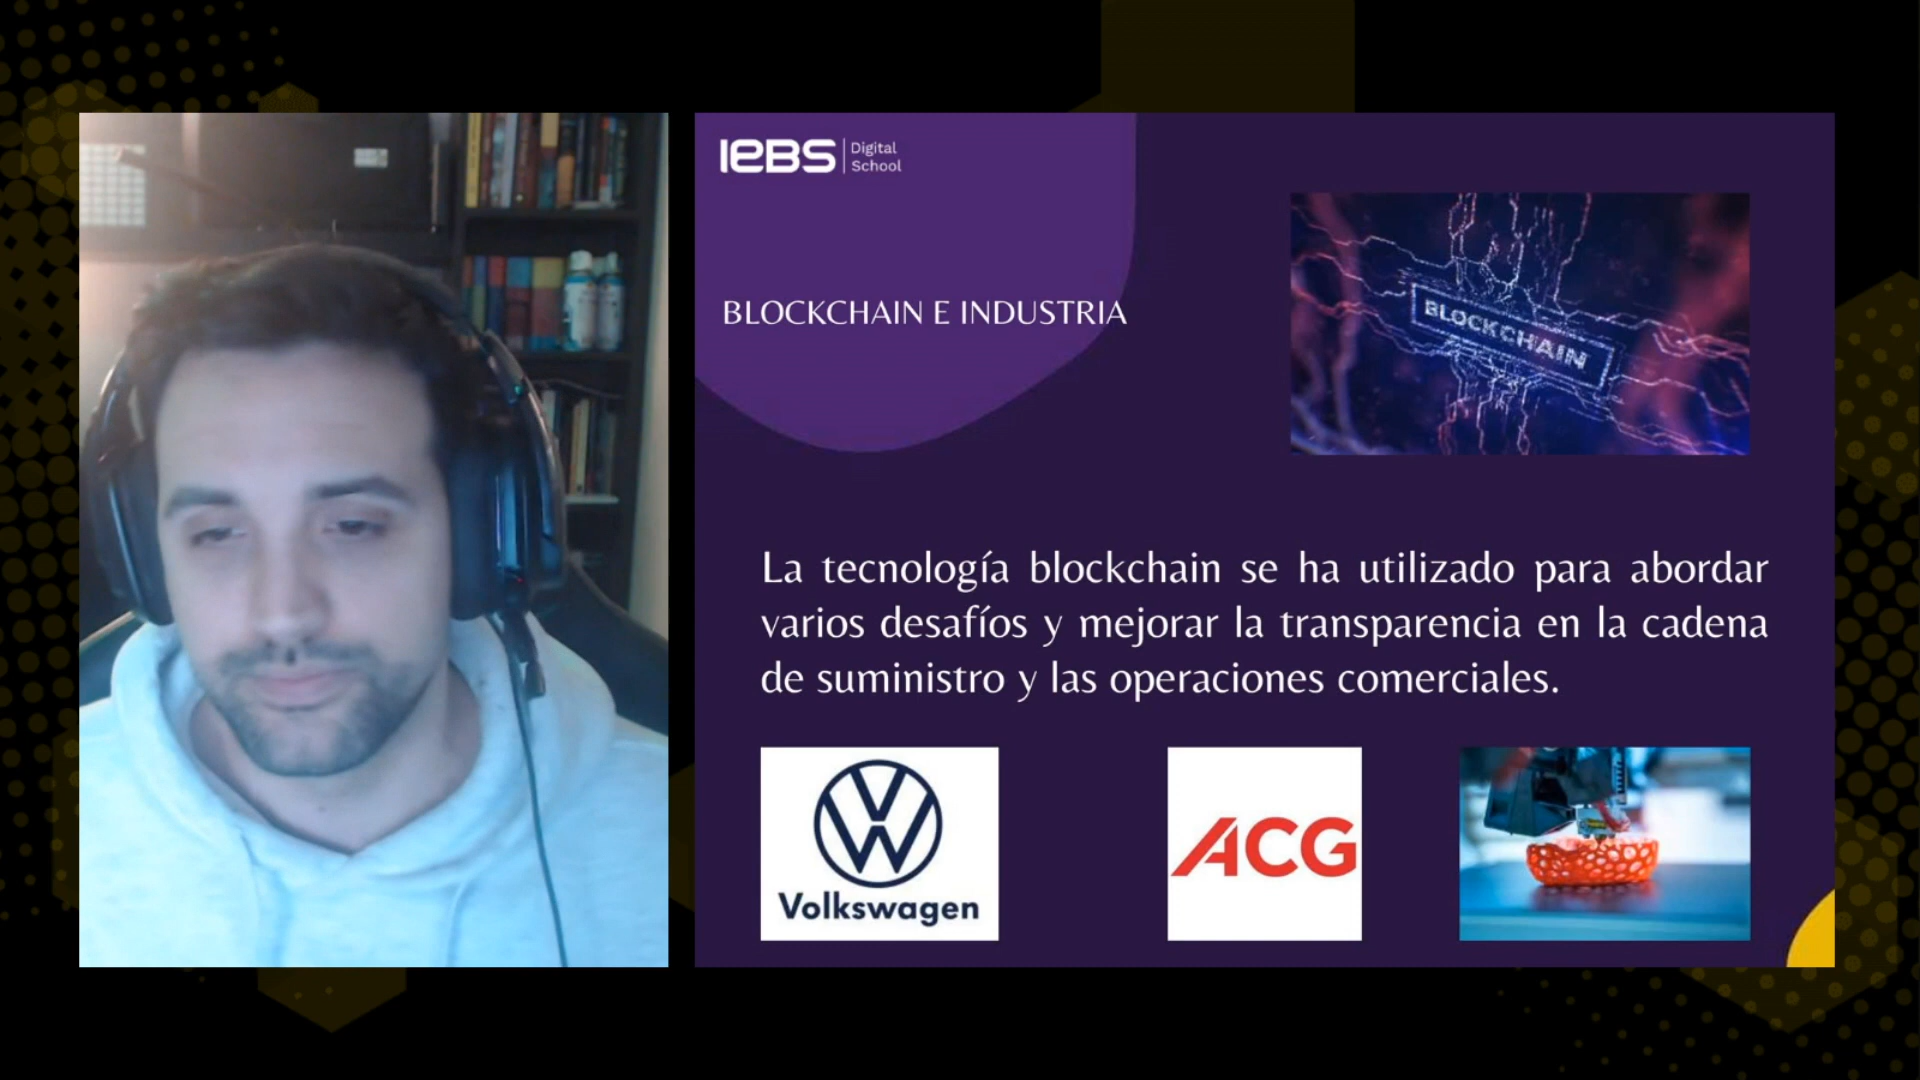 IEBS Digital
School
BLOCKCHAIN E INDUSTRIA
BLOCKCHAIN
La tecnología blockchain se ha utilizado para abordar
varios desafíos y mejorar la transparencia en la cadena
de suministro y las operaciones comerciales.
Volkswagen
ACG